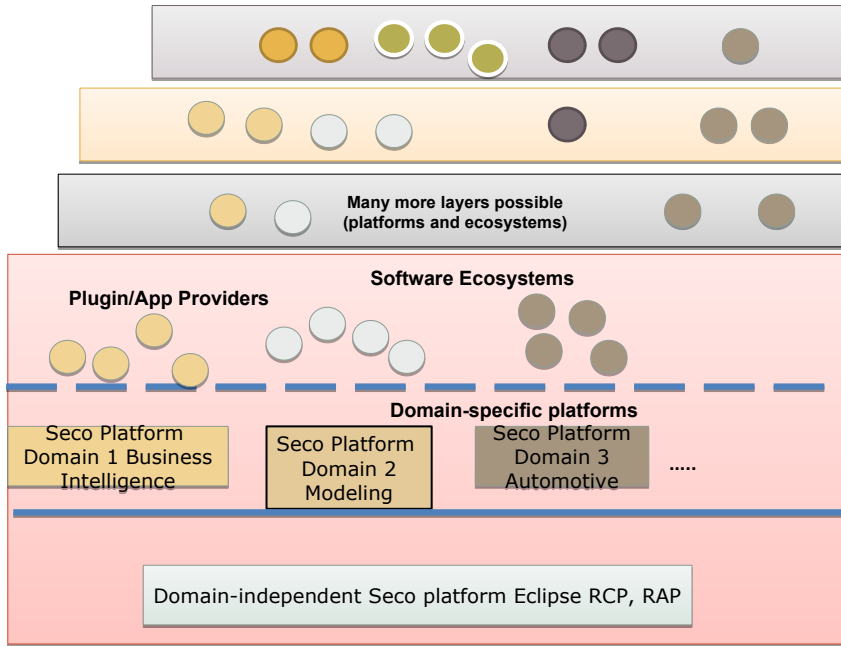 Many more layers possible
(platforms and ecosystems)
Software Ecosystems
Plugin/App Providers
Domain-specific platforms
Seco Platform
Domain 1 Business
Intelligence
Seco Platform
Domain 2
Modeling
Seco Platform
Domain 3
Automotive
.....
Domain-independent Seco platform Eclipse RCP, RAP